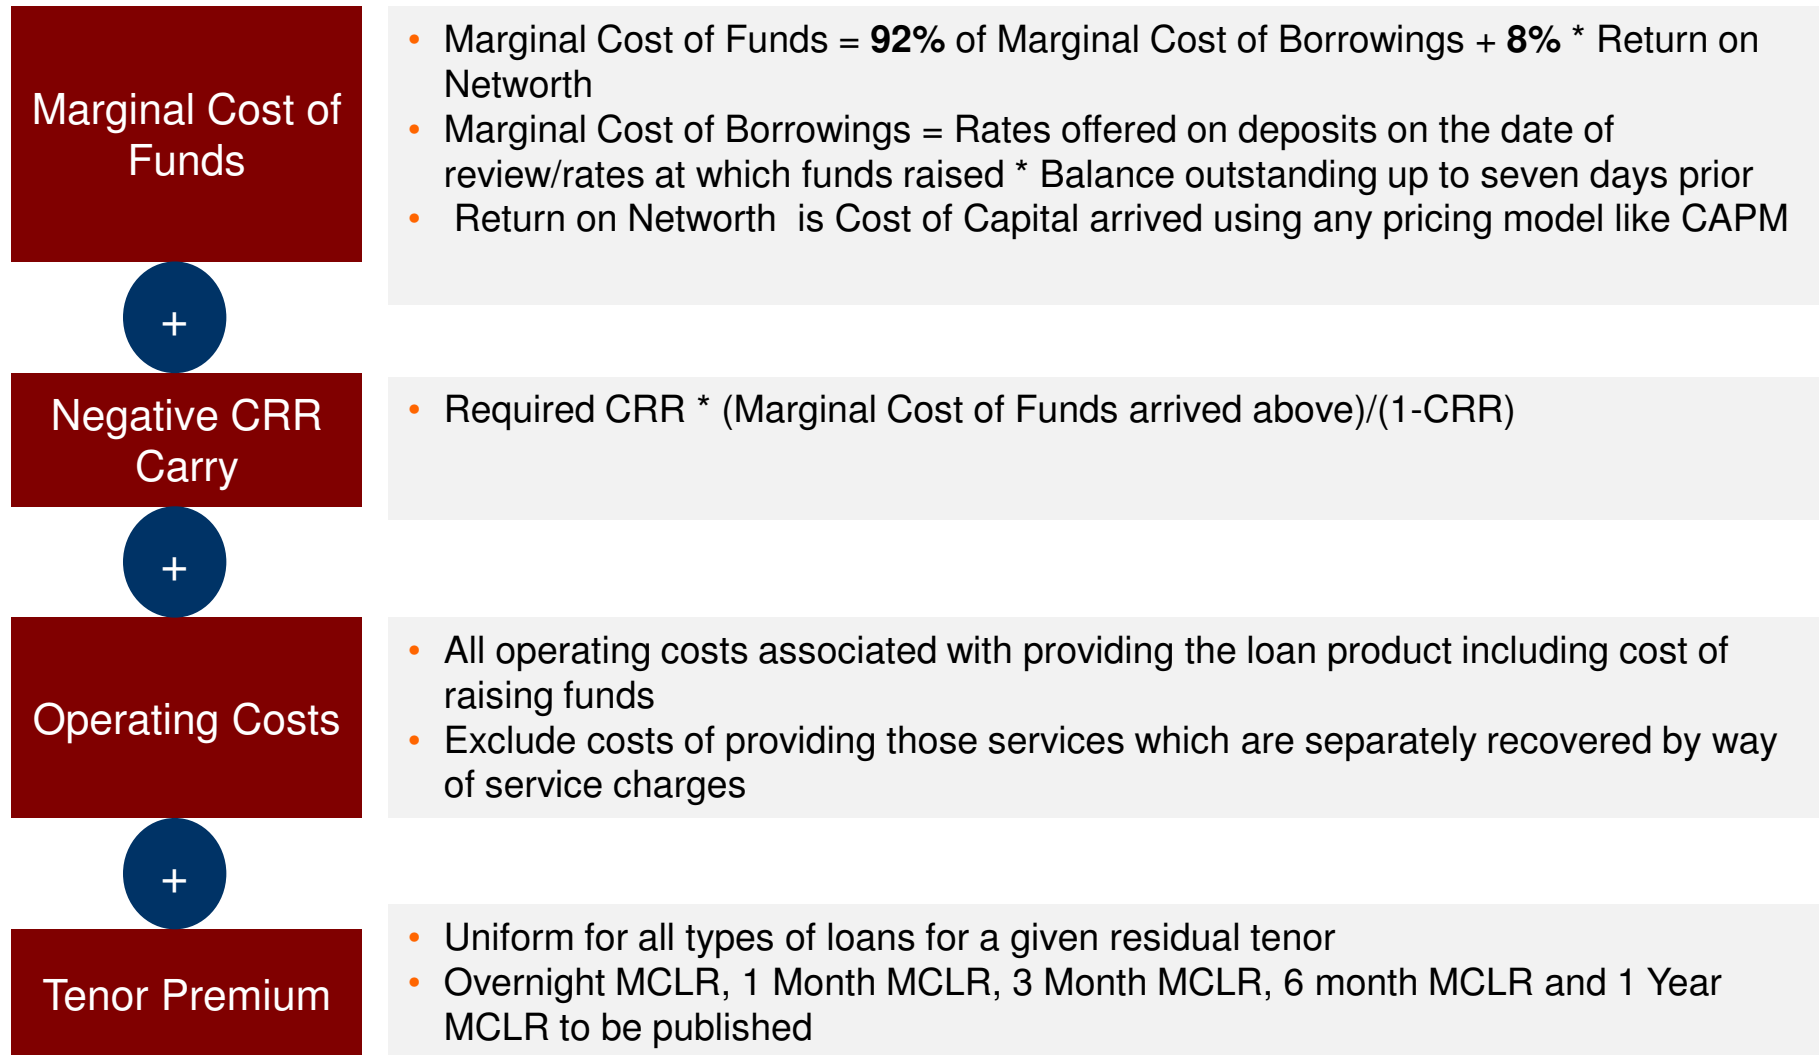 Marginal Cost of
Funds
• Marginal Cost of Funds = 92% of Marginal Cost of Borrowings + 8% * Return on
Networth
• Marginal Cost of Borrowings = Rates offered on deposits on the date of
review/rates at which funds raised * Balance outstanding up to seven days prior
• Return on Networth is Cost of Capital arrived using any pricing model like CAPM
+
Negative CRR
Carry
• Required CRR * (Marginal Cost of Funds arrived above)/(1-CRR)
+
Operating Costs
• All operating costs associated with providing the loan product including cost of
raising funds
• Exclude costs of providing those services which are separately recovered by way
of service charges
+
Tenor Premium
• Uniform for all types of loans for a given residual tenor
• Overnight MCLR, 1 Month MCLR, 3 Month MCLR, 6 month MCLR and 1 Year
MCLR to be published